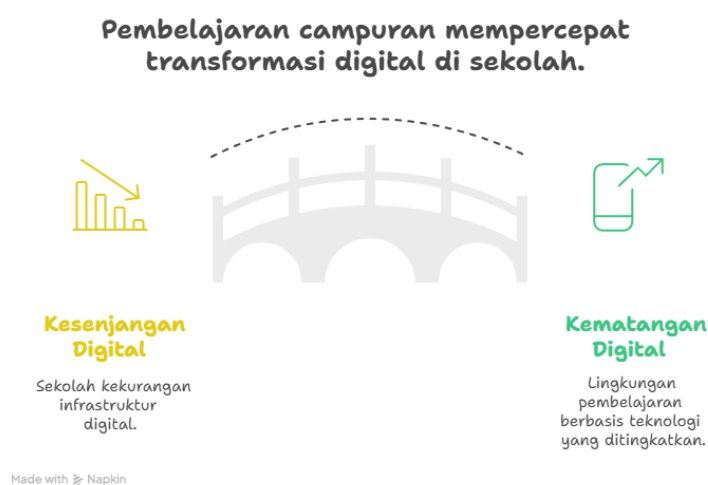 Pembelajaran campuran mempercepat
transformasi digital di sekolah.
Kesenjangan
Digital
Sekolah kekurangan
infrastruktur
digital.
Kematangan
Digital
Lingkungan
pembelajaran
berbasis teknologi
yang ditingkatkan.
Made with Napkin